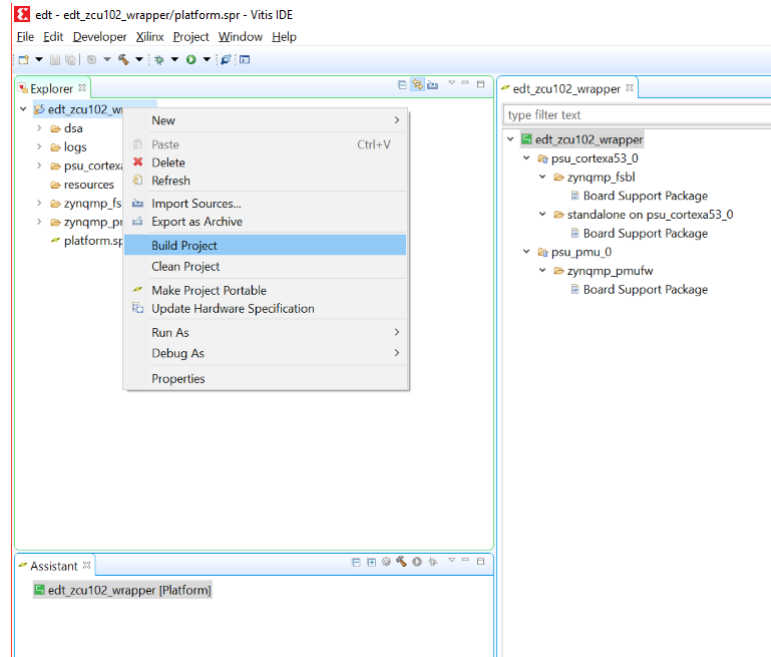 edt - edt_zcu102_wrapper/platform.spr - Vitis IDE
File Edit Developer Xilinx Project Window Help
Explorer
edt_zcu102_wr
dsa
logs
psu_cortexa
resources
zynqmp_fs
zynqmp_pr
platform.sp
New
Paste Ctrl+V
Delete
Refresh
Import Sources...
Export as Archive
Build Project
Clean Project
Make Project Portable
Update Hardware Specification
Run As
Debug As
Properties
edt_zcu102_wrapper
type filter text
edt_zcu102_wrapper
psu_cortexa53_0
zynqmp_fsbl
Board Support Package
standalone on psu_cortexa53_0
Board Support Package
psu_pmu_0
zynqmp_pmufw
Board Support Package
Assistant
edt_zcu102_wrapper [Platform]